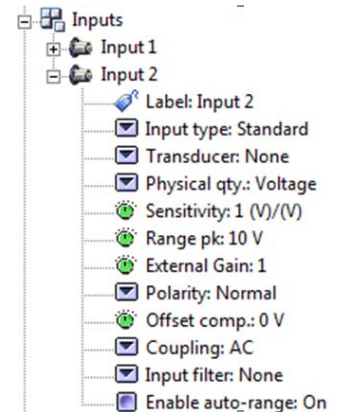 Inputs
Input 1
Input 2
Label: Input 2
Input type: Standard
Transducer: None
Physical qty.: Voltage
Sensitivity: 1 (V)/(V)
Range pk: 10 V
External Gain: 1
Polarity: Normal
Offset comp.: 0 V
Coupling: AC
Input filter: None
Enable auto-range: On